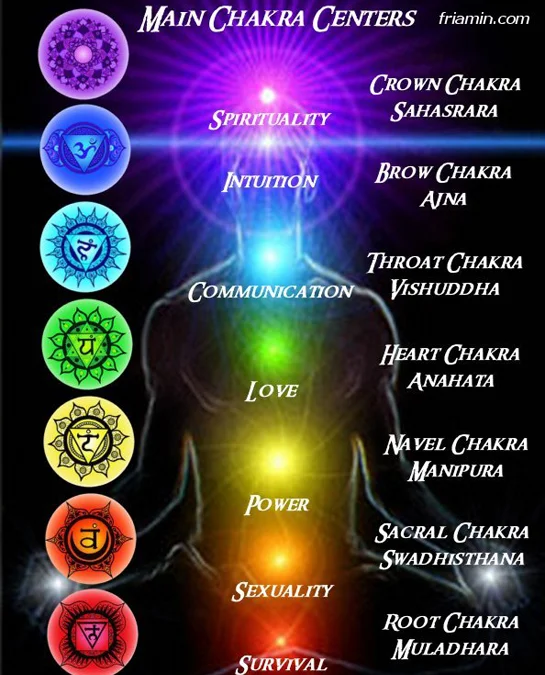 Main Chakra Centers
friamin.com
Crown Chakra
Sahasrara
Spirituality
Brow Chakra
Ajna
Intuition
ॐ
Throat Chakra
Vishuddha
Communication
Heart Chakra
Anahata
Love
यं
Navel Chakra
Manipura
Power
रं
Sacral Chakra
Swadhisthana
Sexuality
वं
Root Chakra
Muladhara
Survival